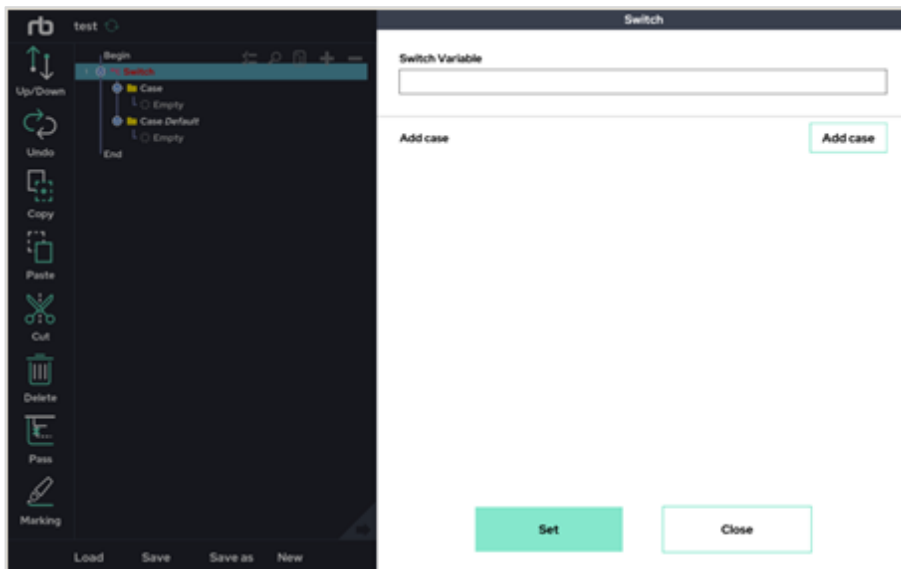 rb test
Up/Down
Undo
Copy
Paste
Cut
Delete
Pass
Marking
Begin
Switch
Case
Empty
Case Default
Empty
End
Load Save Save as New
Switch
Switch Variable
Add case Add case
Set Close